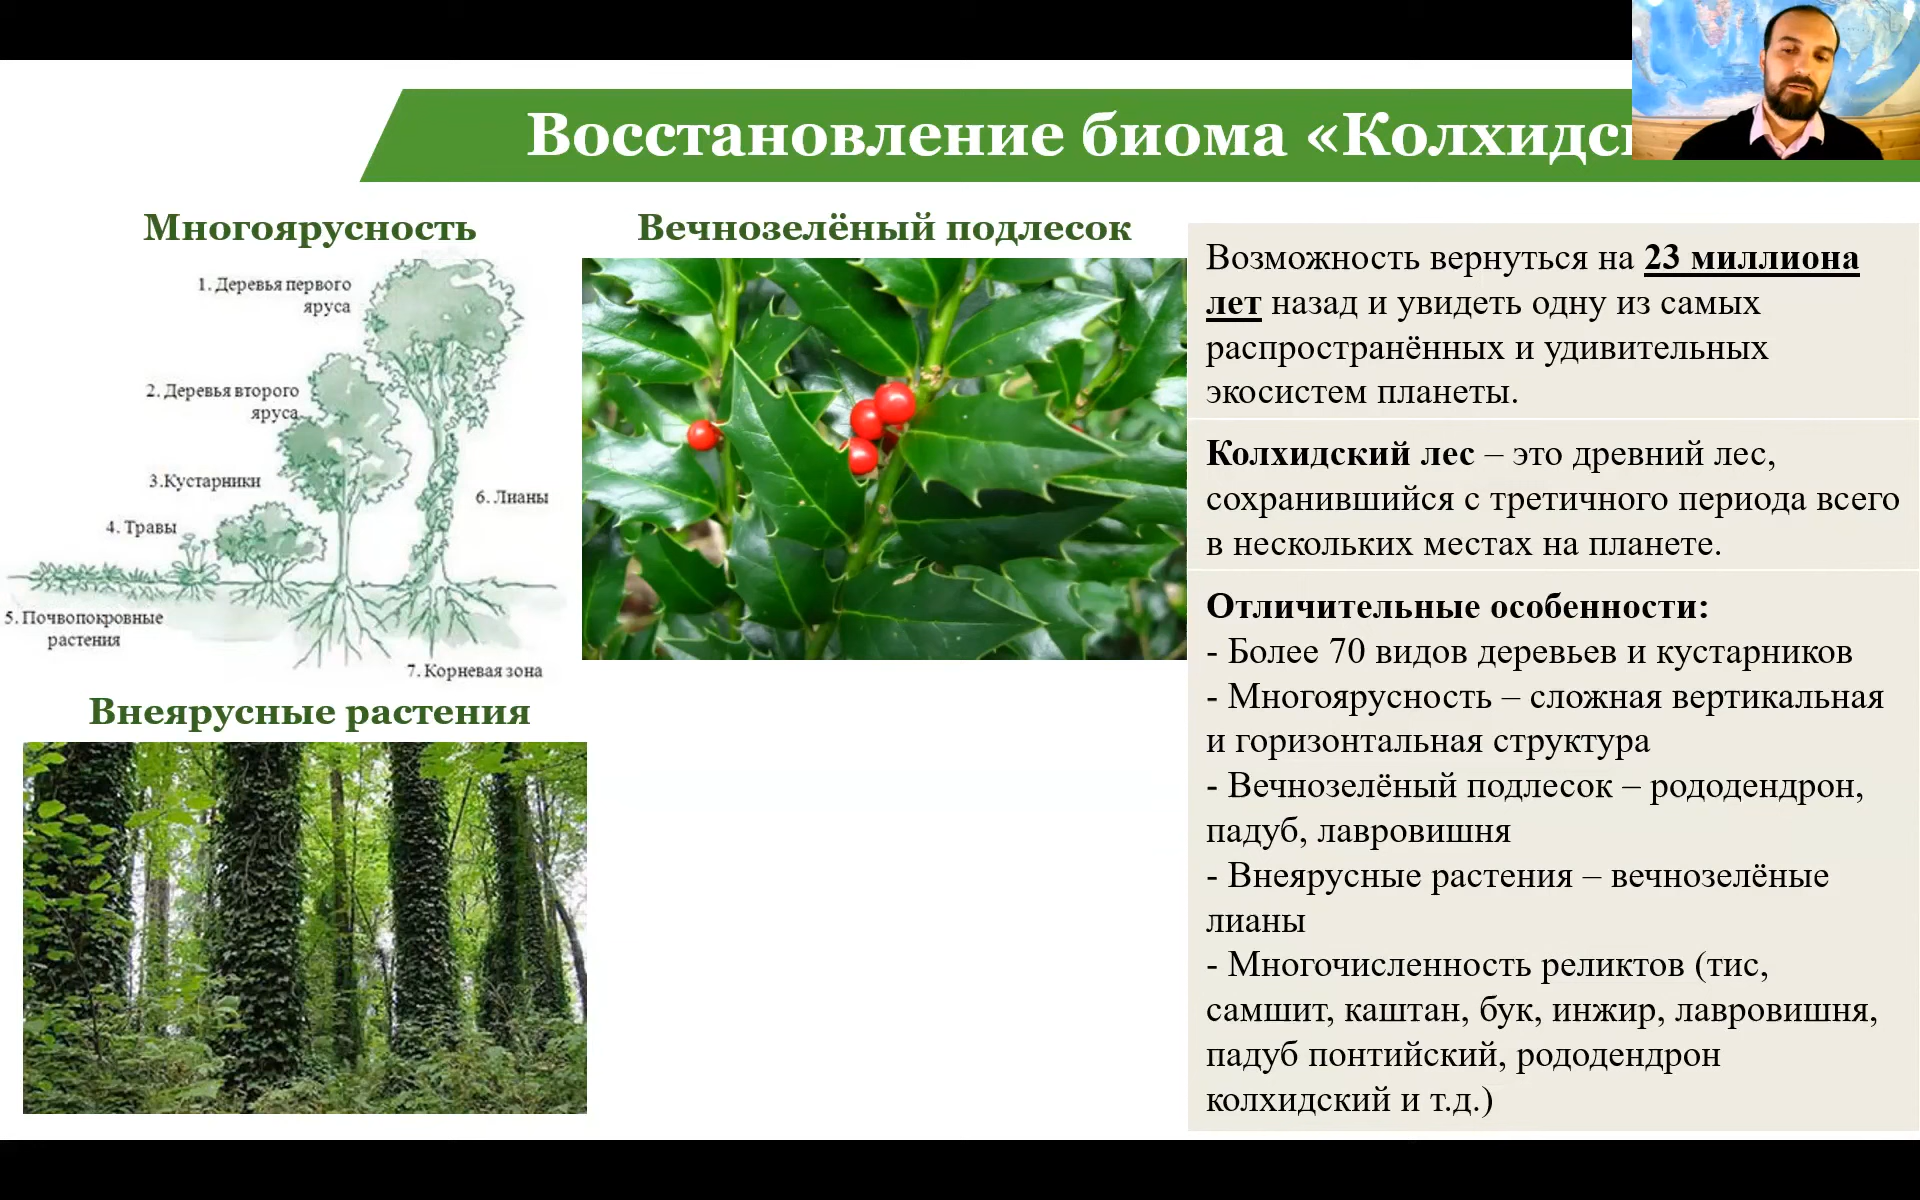 Восстановление биома «Колхидс
Многоярусность
1. Деревья первого
яруса
2. Деревья второго
яруса
3.Кустарники
4. Травы
5. Почвопокровные
растения
6. Лианы
7. Корневая зона
Вечнозелёный подлесок
Внеярусные растения
Возможность вернуться на 23 миллиона
лет назад и увидеть одну из самых
распространённых и удивительных
экосистем планеты.
Колхидский лес – это древний лес,
сохранившийся с третичного периода всего
в нескольких местах на планете.
Отличительные особенности:
- Более 70 видов деревьев и кустарников
- Многоярусность – сложная вертикальная
и горизонтальная структура
- Вечнозелёный подлесок – рододендрон,
падуб, лавровишня
- Внеярусные растения – вечнозелёные
лианы
- Многочисленность реликтов (тис,
самшит, каштан, бук, инжир, лавровишня,
падуб понтийский, рододендрон
колхидский и т.д.)